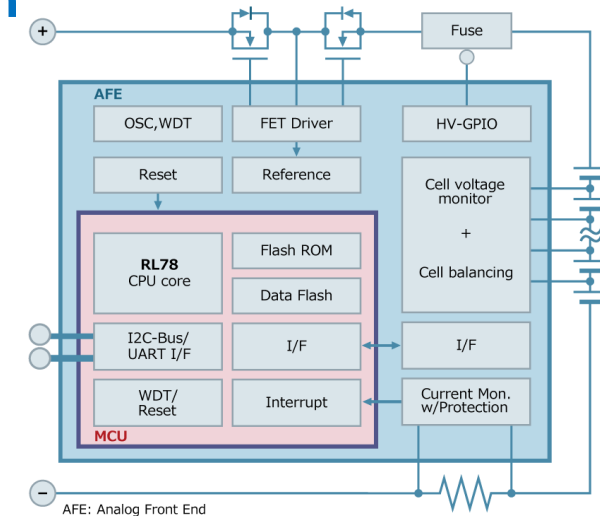 +
Fuse
AFE
OSC,WDT
FET Driver
HV-GPIO
Reset
Reference
Cell voltage
monitor
+
Cell balancing
RL78
CPU core
Flash ROM
Data Flash
I2C-Bus/
UART I/F
I/F
I/F
WDT/
Reset
Interrupt
Current Mon.
w/Protection
MCU
−
AFE: Analog Front End